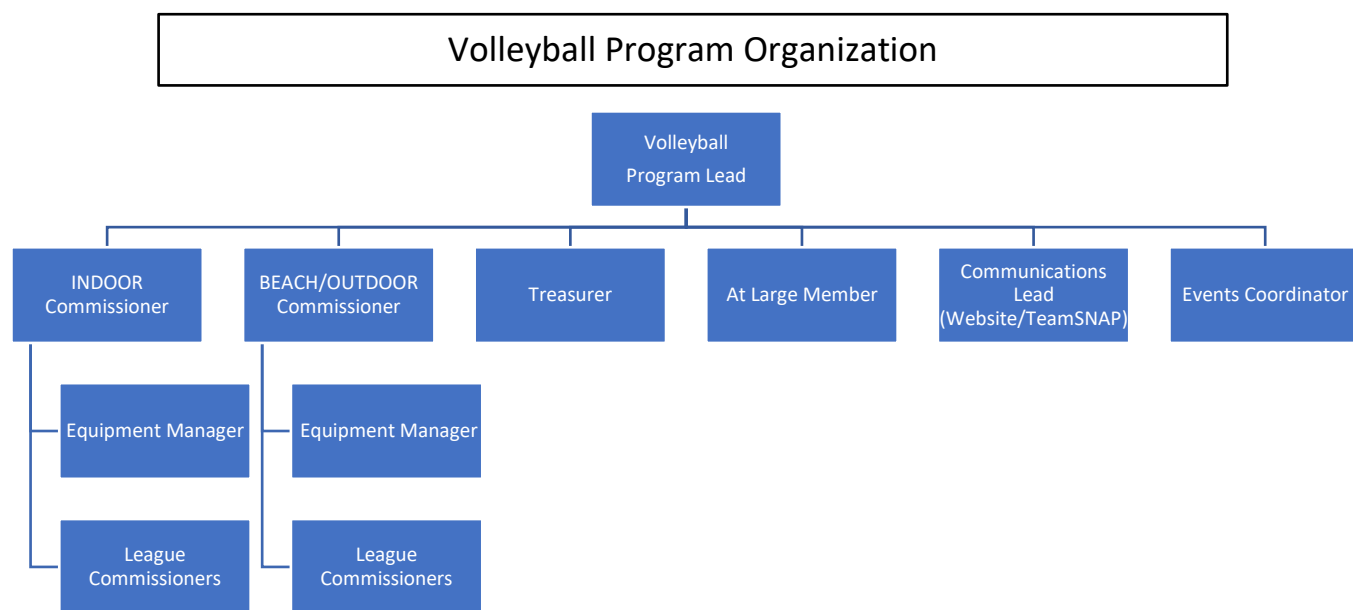 Volleyball Program Organization
Volleyball
Program Lead
INDOOR
Commissioner
BEACH/OUTDOOR
Commissioner
Treasurer
At Large Member
Communications
Lead
(Website/TeamSNAP)
Events Coordinator
Equipment Manager
Equipment Manager
League
Commissioners
League
Commissioners